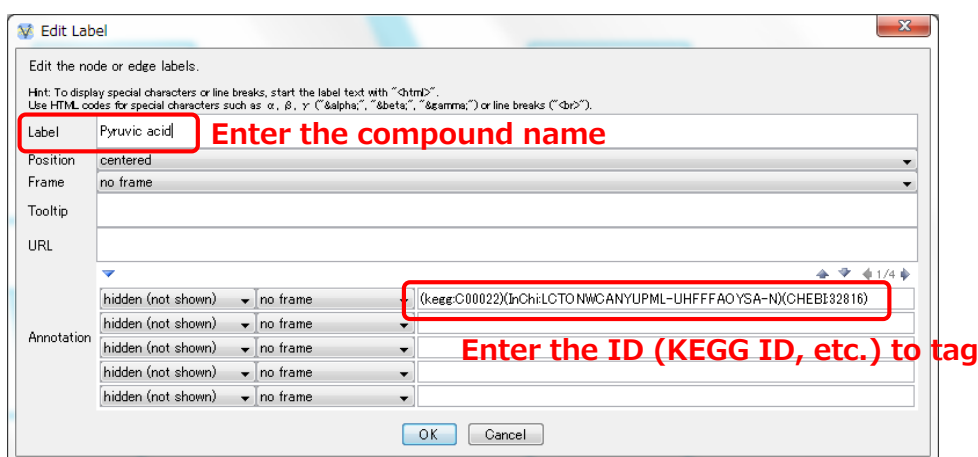 Edit Label
Edit the node or edge labels.
Hint: To display special characters or line breaks, start the label text with "<html>".
Use HTML codes for special characters such as α, β, γ ("&alpha;", "&beta;", "&gamma;") or line breaks ("<br>").
Label Pyruvic acid Enter the compound name
Position centered
Frame no frame
Tooltip
URL
1/4
hidden (not shown) no frame (kegg:C00022)(InChi:LCTONWCANYUPML-UHFFFAOYSA-N)(CHEBI:32816)
hidden (not shown) no frame
Annotation hidden (not shown) no frame Enter the ID (KEGG ID, etc.) to tag
hidden (not shown) no frame
hidden (not shown) no frame
OK Cancel